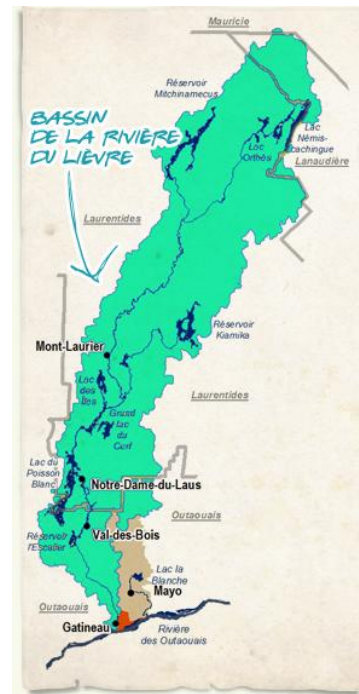 Mauricie
Réservoir
Mitchinamecus
BASSIN
DE LA RIVIÈRE
DU LIÈVRE
Lac
Némis-
cachingue
Lac
Orthès
Lanaudière
Laurentides
Réservoir
Kiamika
Mont-Laurier
Lac
des
Îles
Laurentides
Grand
lac
du
Cerf
Lac du
Poisson
Blanc
Notre-Dame-du-Laus
Outaouais
Val-des-Bois
Réservoir
l'Escalier
Lac la
Blanche
Mayo
Outaouais
Gatineau
Rivière
des Outaouais